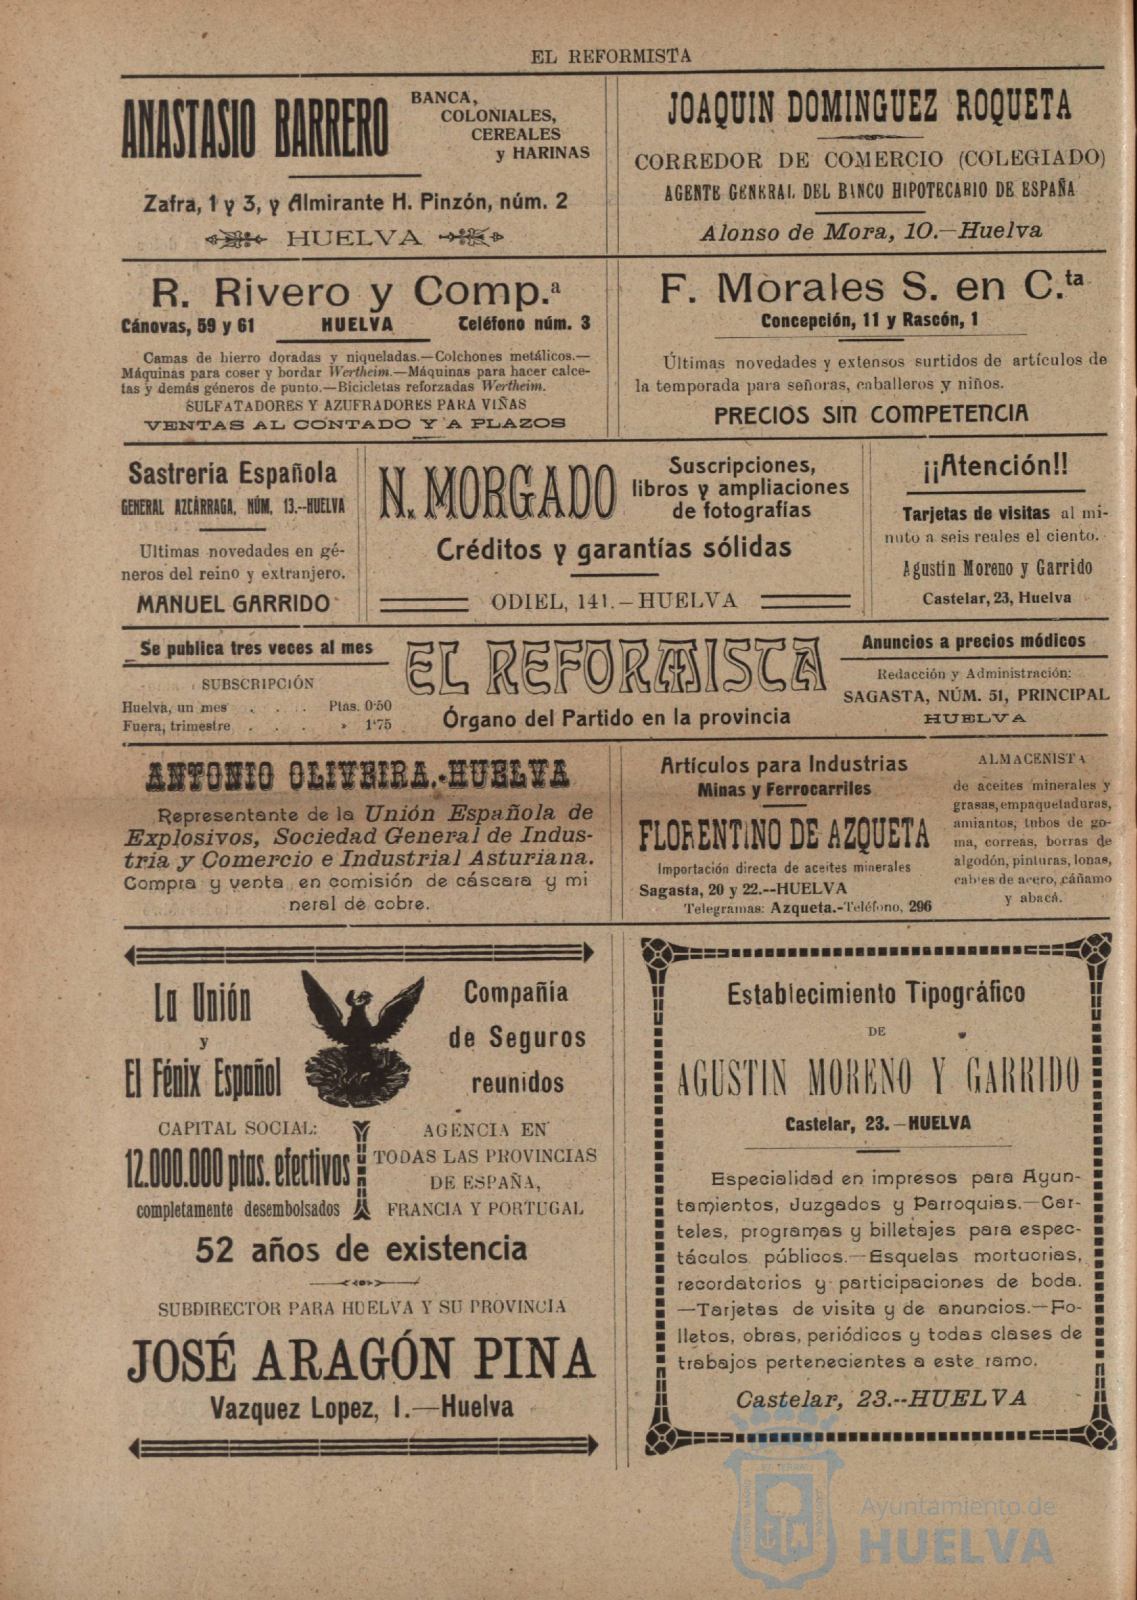 EL REFORMISTA
ANASTASIO BARRERO
BANCA,
COLONIALES,
CEREALES
y HARINAS
Zafra, 1 y 3, y Almirante H. Pinzón, núm. 2
HUELVA
JOAQUIN DOMINGUEZ ROQUETA
CORREDOR DE COMERCIO (COLEGIADO)
AGENTE GENERAL DEL BANCO HIPOTECARIO DE ESPAÑA
Alonso de Mora, 10.—Huelva
R. Rivero y Comp.ª
Cánovas, 59 y 61 HUELVA Teléfono núm. 3
Camas de hierro doradas y niqueladas.—Colchones metálicos.—
Máquinas para coser y bordar Wertheim.—Máquinas para hacer calce-
tas y demás géneros de punto.—Bicicletas reforzadas Wertheim.
SULFATADORES Y AZUFRADORES PARA VIÑAS
VENTAS AL CONTADO Y A PLAZOS
F. Morales S. en C.ta
Concepción, 11 y Rascón, 1
Últimas novedades y extensos surtidos de artículos de
la temporada para señoras, caballeros y niños.
PRECIOS SIN COMPETENCIA
Sastrería Española
GENERAL AZCÁRRAGA, NÚM, 13.--HUELVA
Ultimas novedades en gé-
neros del reino y extranjero.
MANUEL GARRIDO
N. MORGADO
Suscripciones,
libros y ampliaciones
de fotografías
Créditos y garantías sólidas
ODIEL, 141.—HUELVA
¡¡Atención!!
Tarjetas de visitas al mi-
nuto a seis reales el ciento.
Agustín Moreno y Garrido
Castelar, 23, Huelva
Se publica tres veces al mes
SUBSCRIPCIÓN
Huelva, un mes . . . Ptas. 0'50
Fuera, trimestre . . . » 1'75
EL REFORMISTA
Órgano del Partido en la provincia
Anuncios a precios módicos
Redacción y Administración:
SAGASTA, NÚM. 51, PRINCIPAL
HUELVA
ANTONIO OLIVEIRA.-HUELVA
Representante de la Unión Española de
Explosivos, Sociedad General de Indus-
tria y Comercio e Industrial Asturiana.
Compra y venta en comisión de cáscara y mi
neral de cobre.
Artículos para Industrias
Minas y Ferrocarriles
FLORENTINO DE AZQUETA
Importación directa de aceites minerales
Sagasta, 20 y 22.--HUELVA
Telegramas: Azqueta.-Teléfono, 296
ALMACENISTA
de aceites minerales y
grasas, empaquetaduras,
amiantos, tubos de go-
ma, correas, borras de
algodón, pinturas, lonas,
cables de acero, cáñamo
y abacá.
La Unión
y
El Fénix Español
Compañía
de Seguros
reunidos
CAPITAL SOCIAL:
12.000.000 ptas. efectivos
completamente desembolsados
AGENCIA EN
TODAS LAS PROVINCIAS
DE ESPAÑA,
FRANCIA Y PORTUGAL
52 años de existencia
SUBDIRECTOR PARA HUELVA Y SU PROVINCIA
JOSÉ ARAGÓN PINA
Vazquez Lopez, 1.—Huelva
Establecimiento Tipográfico
DE
AGUSTIN MORENO Y GARRIDO
Castelar, 23.—HUELVA
Especialidad en impresos para Ayun-
tamientos, Juzgados y Parroquias.—Car-
teles, programas y billetajes para espec-
táculos públicos.—Esquelas mortuorias,
recordatorios y participaciones de boda.
—Tarjetas de visita y de anuncios.—Fo-
lletos, obras, periódicos y todas clases de
trabajos pertenecientes a este ramo.
Castelar, 23.--HUELVA
Ayuntamiento de
HUELVA